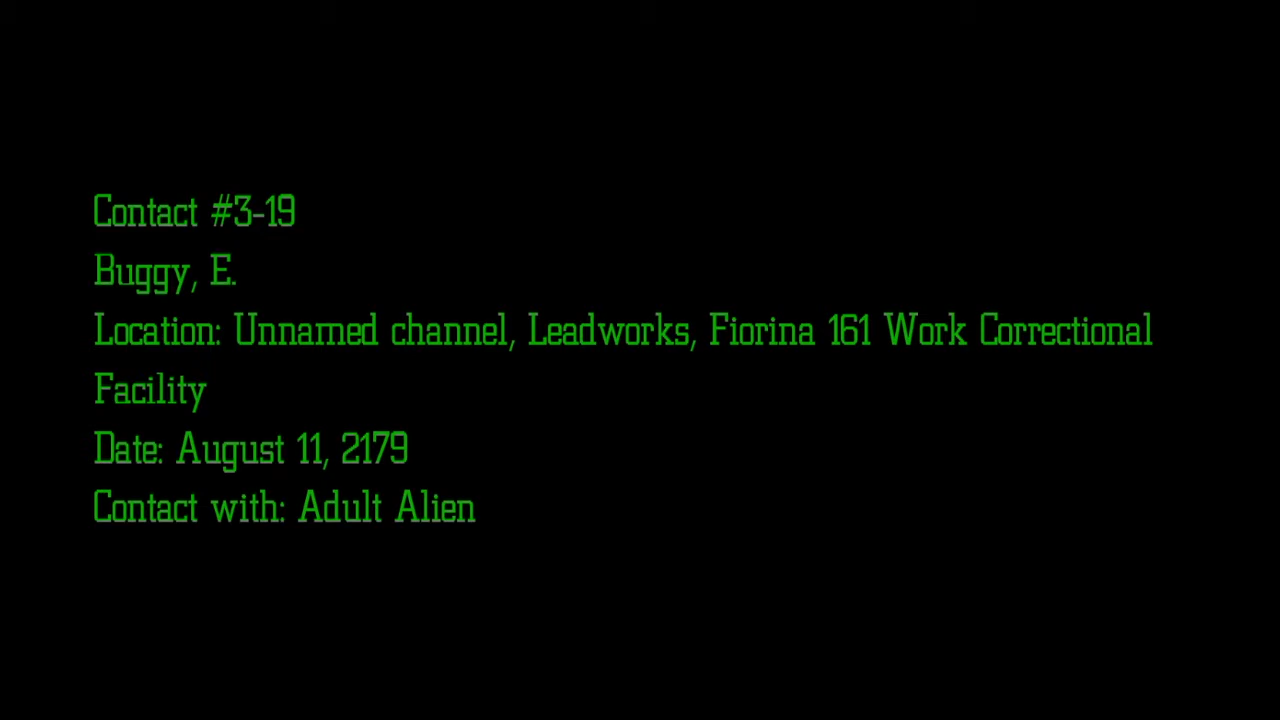 Contact #3-19
Buggy, E.
Location: Unnamed channel, Leadworks, Fiorina 161 Work Correctional
Facility
Date: August 11, 2179
Contact with: Adult Alien